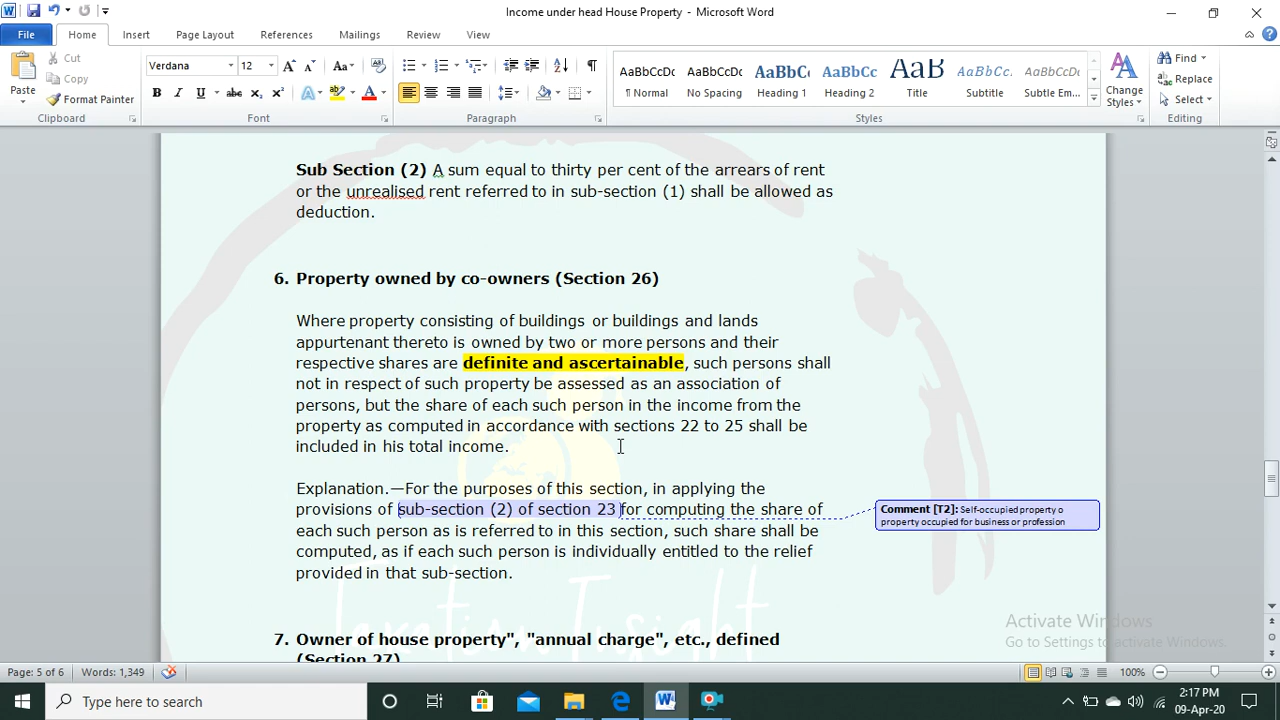 Income under head House Property - Microsoft Word
File Home Insert Page Layout References Mailings Review View
Cut
Copy
Paste
Format Painter
Verdana 12
AaBbCcDc AaBbCcDc AaBbCc AaBbCc AaB AaBbCcL AaBbCcDc
¶ Normal No Spacing Heading 1 Heading 2 Title Subtitle Subtle Em...
Change Styles
Find
Replace
Select
Clipboard Font Paragraph Styles Editing
Sub Section (2) A sum equal to thirty per cent of the arrears of rent
or the unrealised rent referred to in sub-section (1) shall be allowed as
deduction.
6. Property owned by co-owners (Section 26)
Where property consisting of buildings or buildings and lands
appurtenant thereto is owned by two or more persons and their
respective shares are definite and ascertainable, such persons shall
not in respect of such property be assessed as an association of
persons, but the share of each such person in the income from the
property as computed in accordance with sections 22 to 25 shall be
included in his total income.
Explanation.—For the purposes of this section, in applying the
provisions of sub-section (2) of section 23 for computing the share of
each such person as is referred to in this section, such share shall be
computed, as if each such person is individually entitled to the relief
provided in that sub-section.
Comment [T2]: Self-occupied property o
property occupied for business or profession
7. Owner of house property", "annual charge", etc., defined
(Section 27)
Taxation Insight
Activate Windows
Go to Settings to activate Windows.
Page: 5 of 6 Words: 1,349 100%
Type here to search
2:17 PM
09-Apr-20